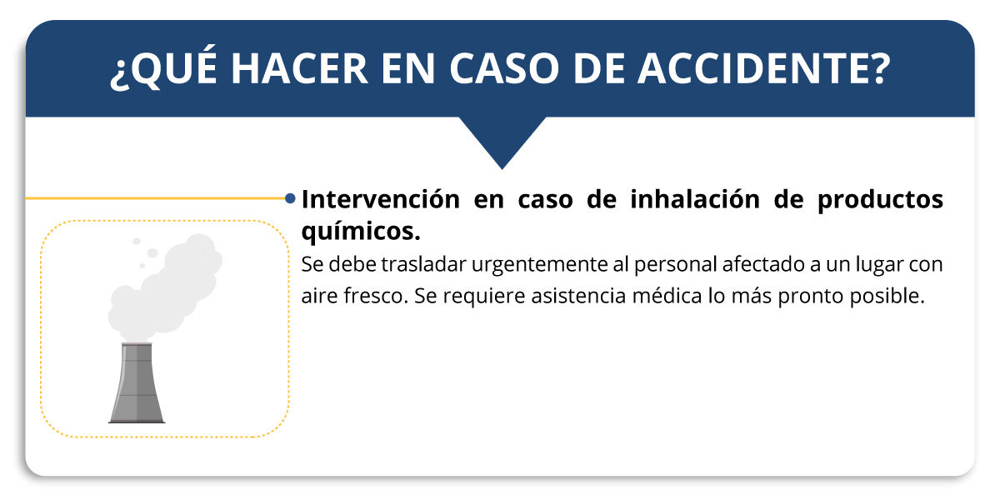 ¿QUÉ HACER EN CASO DE ACCIDENTE?
Intervención en caso de inhalación de productos
químicos.
Se debe trasladar urgentemente al personal afectado a un lugar con
aire fresco. Se requiere asistencia médica lo más pronto posible.